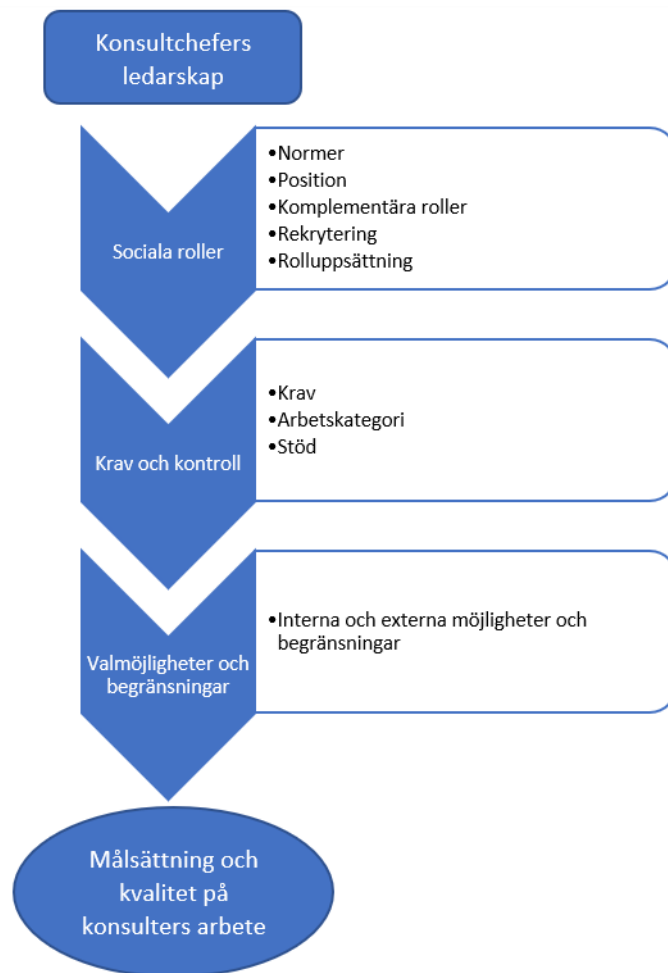 Konsultchefers
ledarskap
Sociala roller
•Normer
•Position
•Komplementära roller
•Rekrytering
•Rolluppsättning
Krav och kontroll
•Krav
•Arbetskategori
•Stöd
Valmöjligheter och
begränsningar
•Interna och externa möjligheter och
begränsningar
Målsättning och
kvalitet på
konsulters arbete